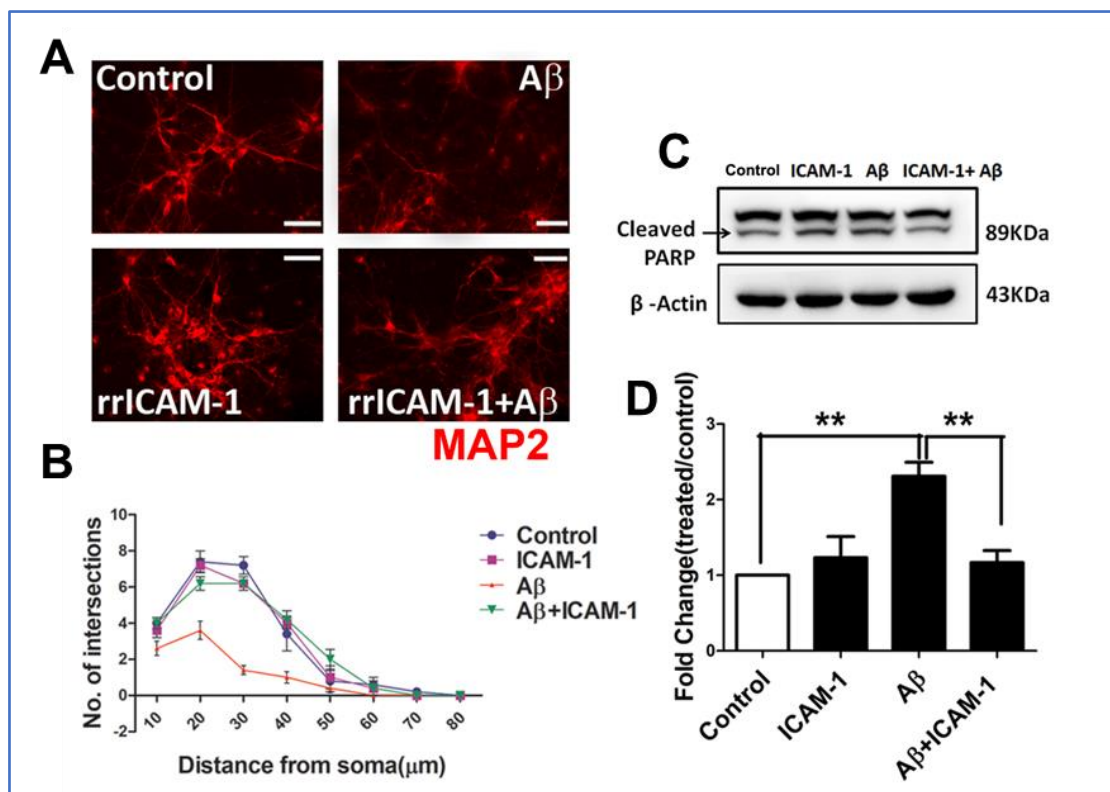 A
Control
Aβ
rrICAM-1
rrICAM-1+Aβ
MAP2
B
10
8
6
4
2
0
-2
No. of intersections
10 20 30 40 50 60 70 80
Distance from soma(μm)
Control
ICAM-1
Aβ
Aβ+ICAM-1
C
Control ICAM-1 Aβ ICAM-1+ Aβ
Cleaved
PARP
89KDa
β -Actin
43KDa
D
** **
3
2
1
0
Fold Change(treated/control)
Control
ICAM-1
Aβ
Aβ+ICAM-1